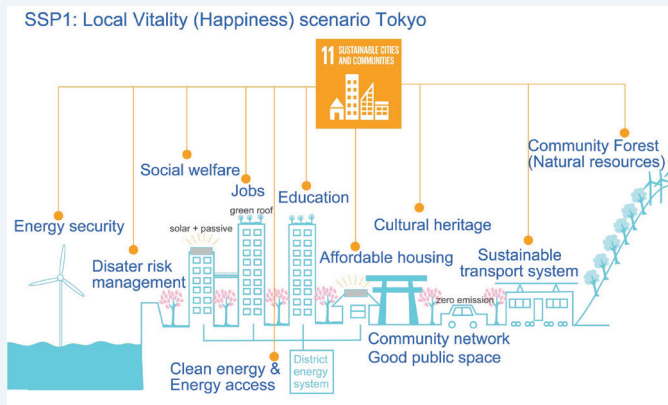 SSP1: Local Vitality (Happiness) scenario Tokyo
11 SUSTAINABLE CITIES
AND COMMUNITIES
Community Forest
(Natural resources)
Social welfare
Jobs
Education
green roof
Energy security
solar + passive
Cultural heritage
Disater risk
management
Affordable housing
Sustainable
transport system
zero emission
Community network
Good public space
Clean energy &
Energy access
District
energy
system